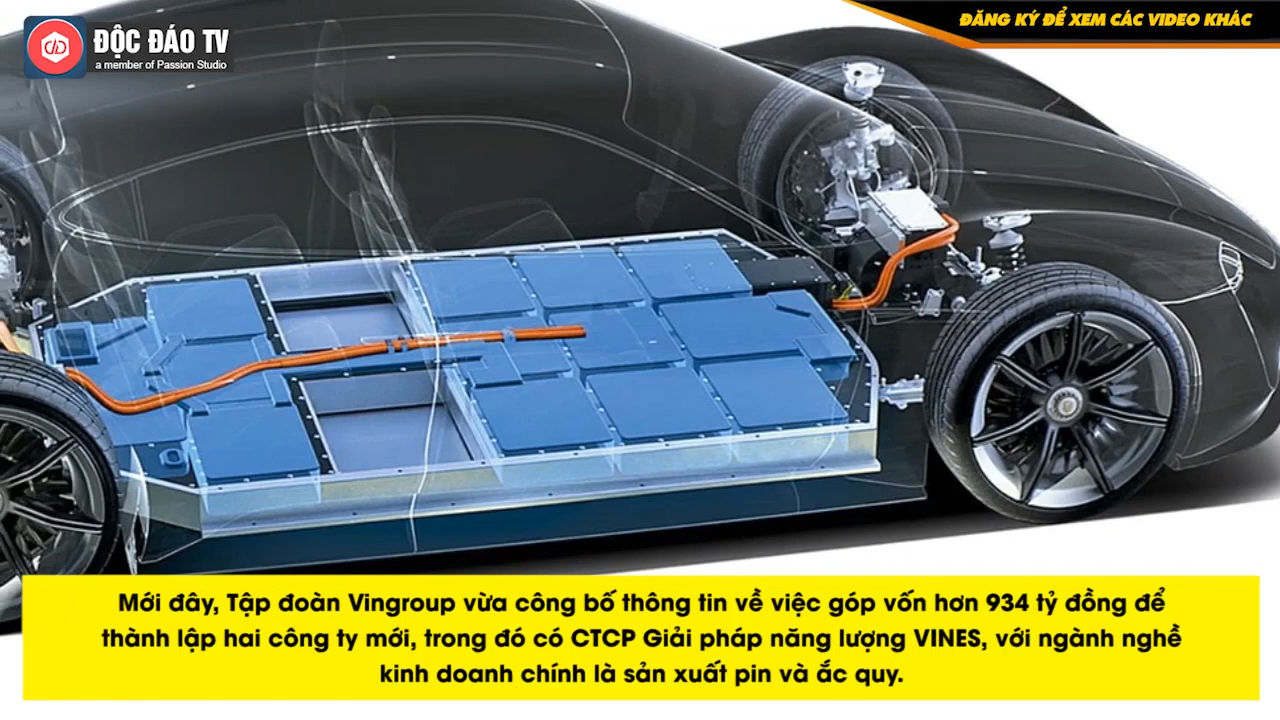 ĐỘC ĐÁO TV
a member of Passion Studio
ĐĂNG KÝ ĐỂ XEM CÁC VIDEO KHÁC
Mới đây, Tập đoàn Vingroup vừa công bố thông tin về việc góp vốn hơn 934 tỷ đồng để
thành lập hai công ty mới, trong đó có CTCP Giải pháp năng lượng VINES, với ngành nghề
kinh doanh chính là sản xuất pin và ắc quy.